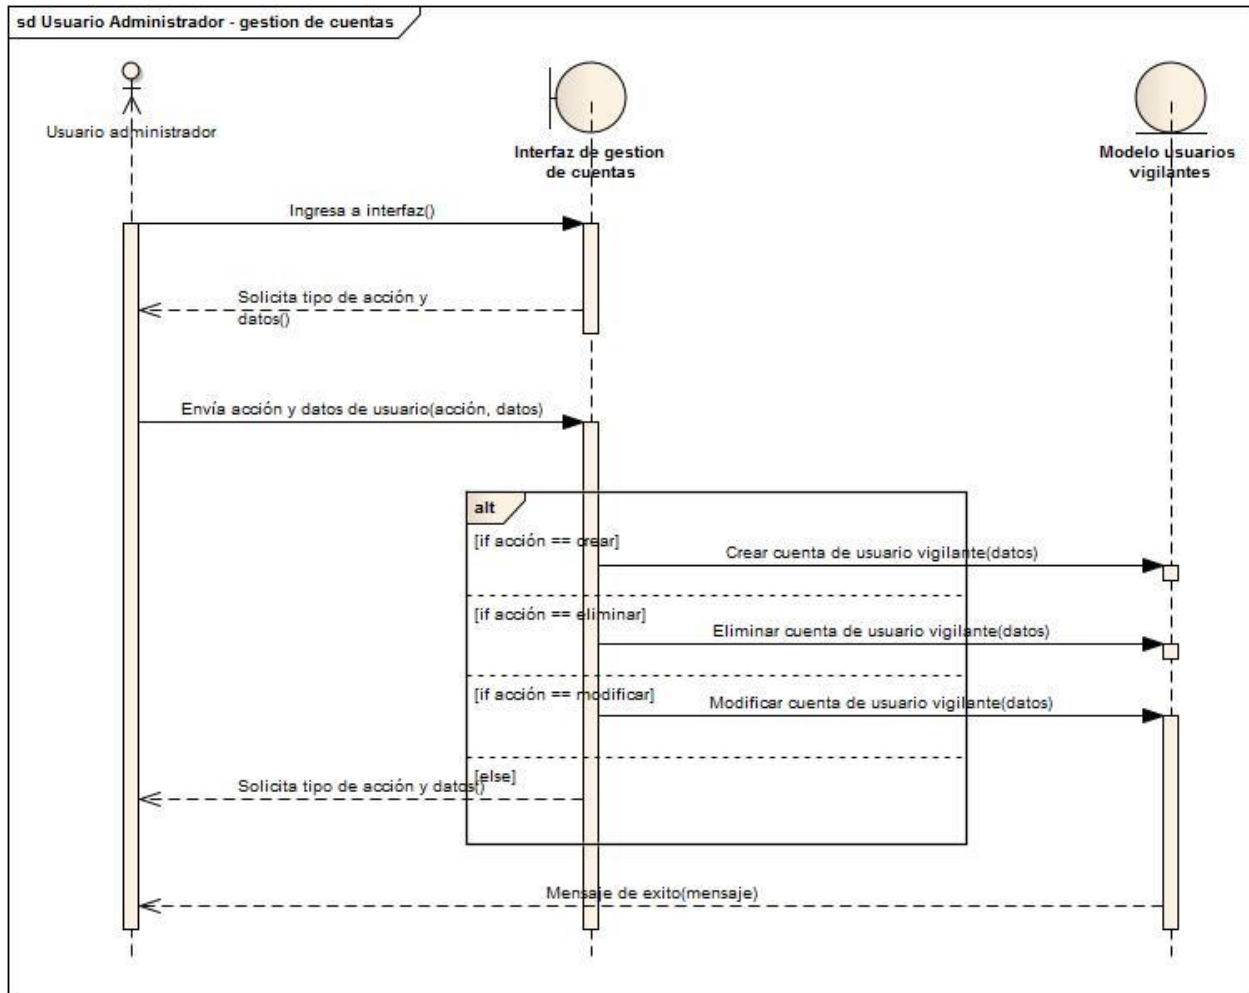 sd Usuario Administrador - gestion de cuentas
Usuario administrador
Interfaz de gestion
de cuentas
Modelo usuarios
vigilantes
Ingresa a interfaz()
Solicita tipo de acción y
datos()
Envía acción y datos de usuario(acción, datos)
alt
[if acción == crear]
Crear cuenta de usuario vigilante(datos)
[if acción == eliminar]
Eliminar cuenta de usuario vigilante(datos)
[if acción == modificar]
Modificar cuenta de usuario vigilante(datos)
[else]
Solicita tipo de acción y datos()
Mensaje de exito(mensaje)